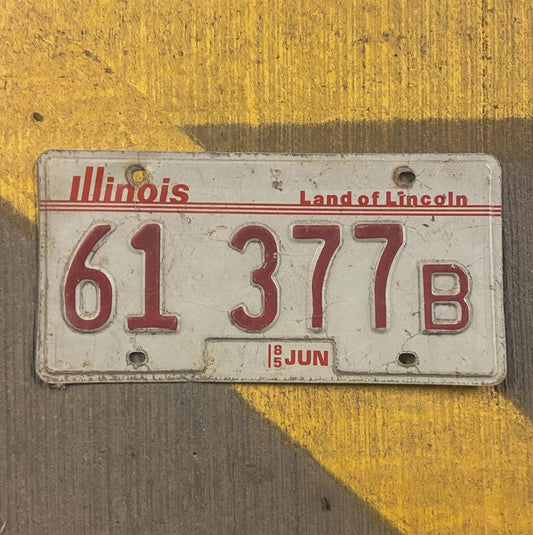 Illinois Land of Lincoln
61 377 B
85 JUN